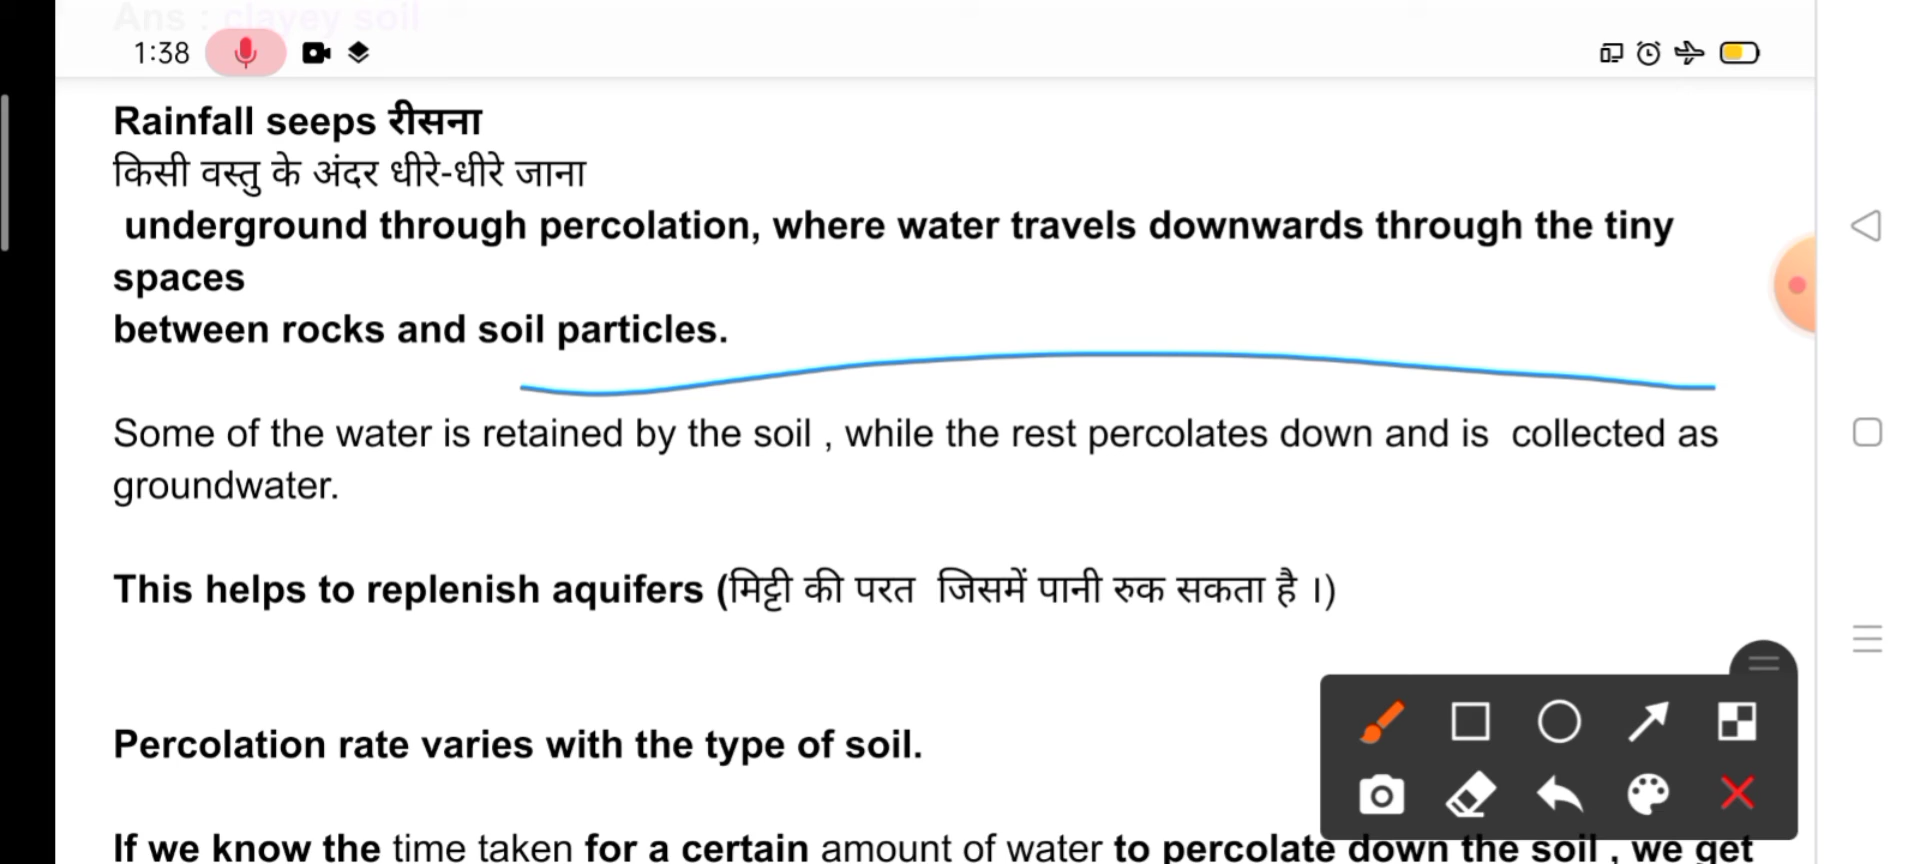 Ans : clayey soil
1:38
Rainfall seeps रीसना
किसी वस्तु के अंदर धीरे-धीरे जाना
underground through percolation, where water travels downwards through the tiny
spaces
between rocks and soil particles.
Some of the water is retained by the soil , while the rest percolates down and is collected as
groundwater.
This helps to replenish aquifers (मिट्टी की परत जिसमें पानी रुक सकता है ।)
Percolation rate varies with the type of soil.
If we know the time taken for a certain amount of water to percolate down the soil , we get